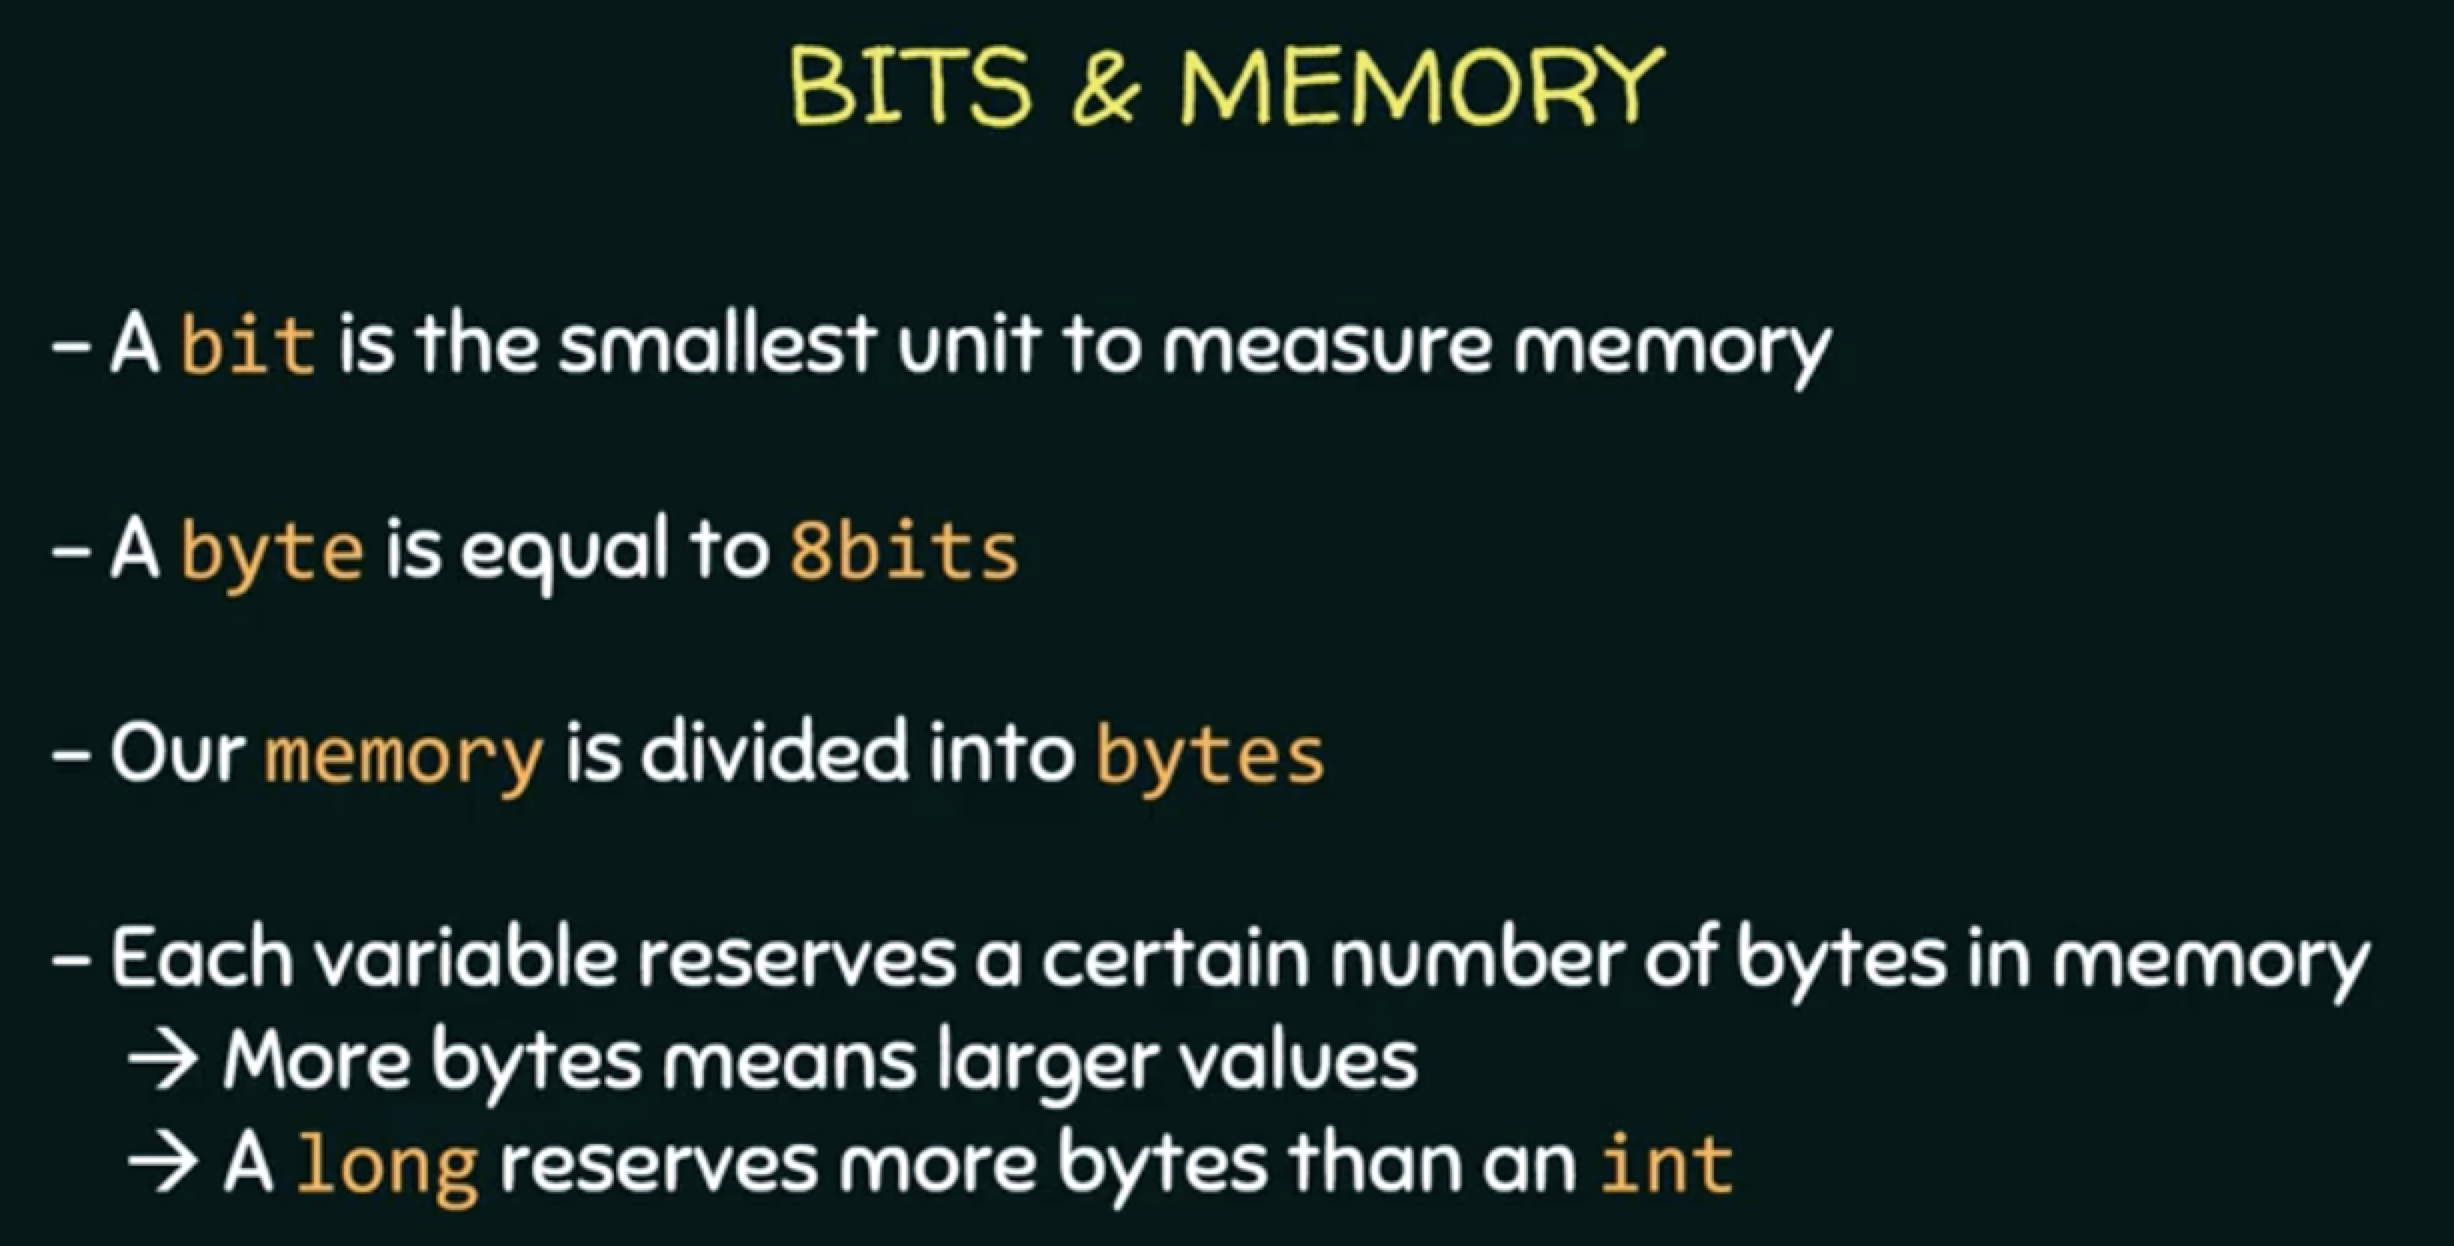 BITS & MEMORY
– A bit is the smallest unit to measure memory
– A byte is equal to 8bits
– Our memory is divided into bytes
– Each variable reserves a certain number of bytes in memory
→ More bytes means larger values
→ A long reserves more bytes than an int